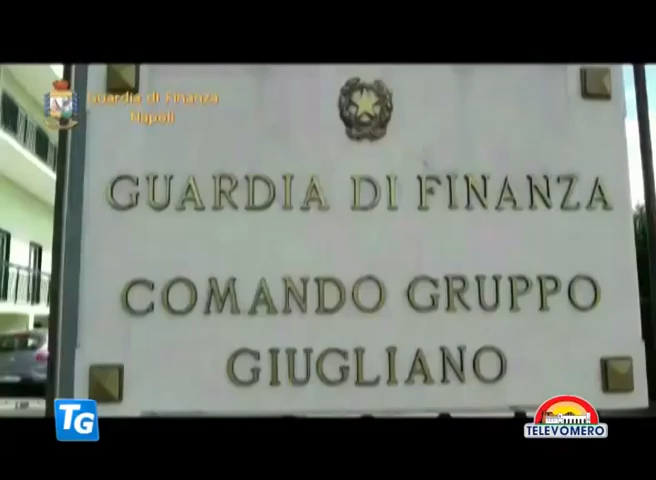 Guardia di Finanza
Napoli
GUARDIA DI FINANZA
COMANDO GRUPPO
GIUGLIANO
TG
TELEVOMERO